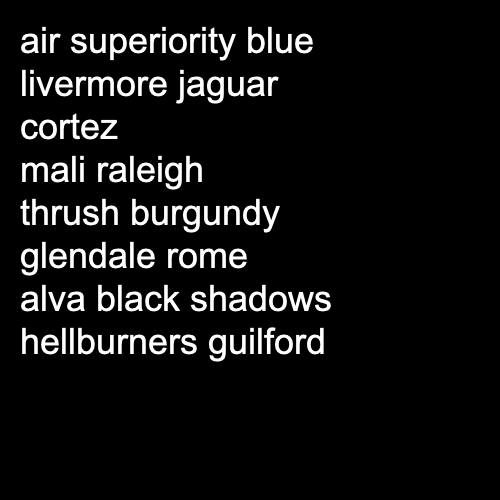 air superiority blue
livermore jaguar
cortez
mali raleigh
thrush burgundy
glendale rome
alva black shadows
hellburners guilford